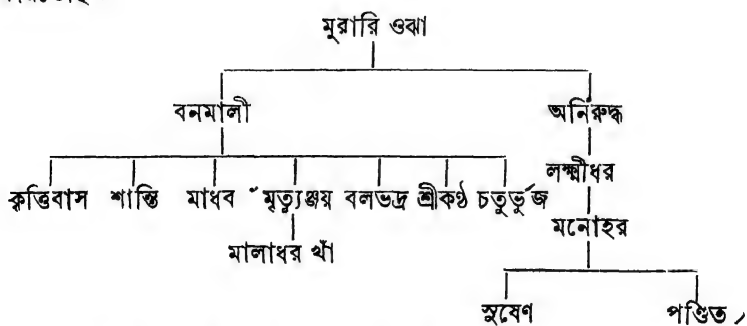 মুরারি ওঝা
বনমালী অনিরুদ্ধ
কৃত্তিবাস শান্তি মাধব মৃত্যুঞ্জয় বলভদ্র শ্রীকণ্ঠ চতুর্ভুজ লক্ষ্মীধর
মালাধর খাঁ মনোহর
সুষেণ পণ্ডিত